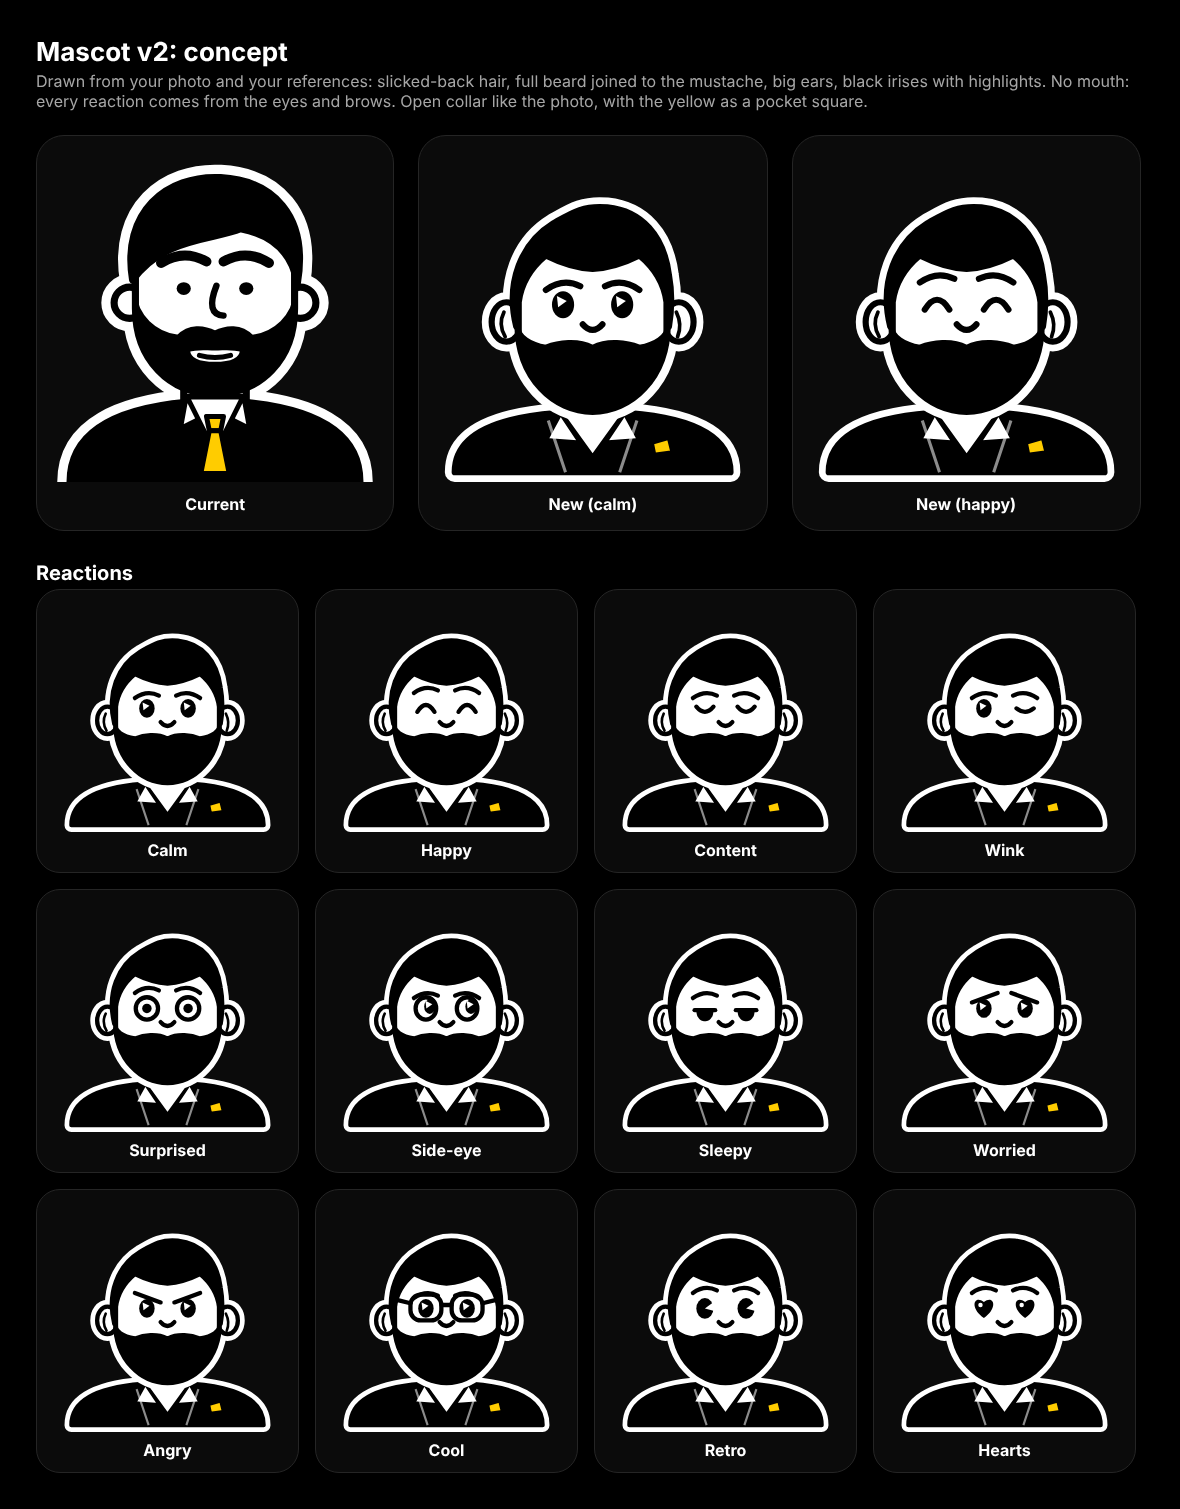 Mascot v2: concept
Drawn from your photo and your references: slicked-back hair, full beard joined to the mustache, big ears, black irises with highlights. No mouth:
every reaction comes from the eyes and brows. Open collar like the photo, with the yellow as a pocket square.
Current
New (calm)
New (happy)
Reactions
Calm
Happy
Content
Wink
Surprised
Side-eye
Sleepy
Worried
Angry
Cool
Retro
Hearts